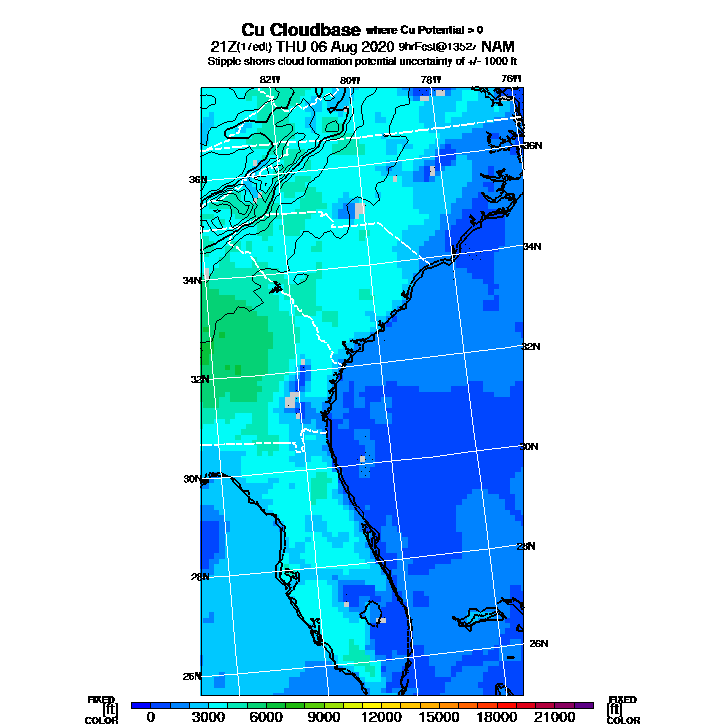 Cu Cloudbase where Cu Potential > 0
21Z(17edt) THU 06 Aug 2020 9hrFcst@1352z NAM
Stipple shows cloud formation potential uncertainty of +/- 1000 ft
82W 80W 78W 76W
36N
36N
34N
34N
32N
32N
30N
30N
28N
28N
26N
26N
FIXED FIXED
[ft] [ft]
COLOR COLOR
0 3000 6000 9000 12000 15000 18000 21000